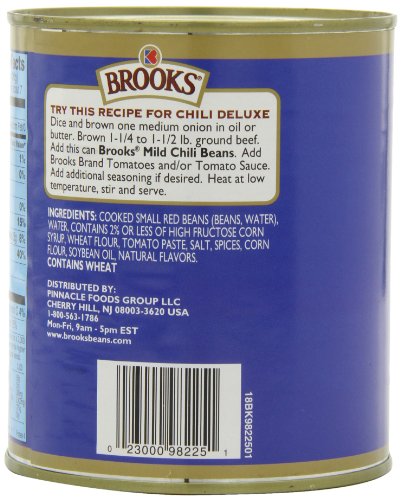 BROOKS®
TRY THIS RECIPE FOR CHILI DELUXE
Dice and brown one medium onion in oil or
butter. Brown 1-1/4 to 1-1/2 lb. ground beef.
Add this can Brooks® Mild Chili Beans. Add
Brooks Brand Tomatoes and/or Tomato Sauce.
Add additional seasoning if desired. Heat at low
temperature, stir and serve.
INGREDIENTS: COOKED SMALL RED BEANS (BEANS, WATER),
WATER, CONTAINS 2% OR LESS OF HIGH FRUCTOSE CORN
SYRUP, WHEAT FLOUR, TOMATO PASTE, SALT, SPICES, CORN
FLOUR, SOYBEAN OIL, NATURAL FLAVORS.
CONTAINS WHEAT
DISTRIBUTED BY:
PINNACLE FOODS GROUP LLC
CHERRY HILL, NJ 08003-3620 USA
1-800-563-1786
Mon-Fri, 9am - 5pm EST
www.brooksbeans.com
0 23000 98225 1
18BK9822501
1%
0%
0%